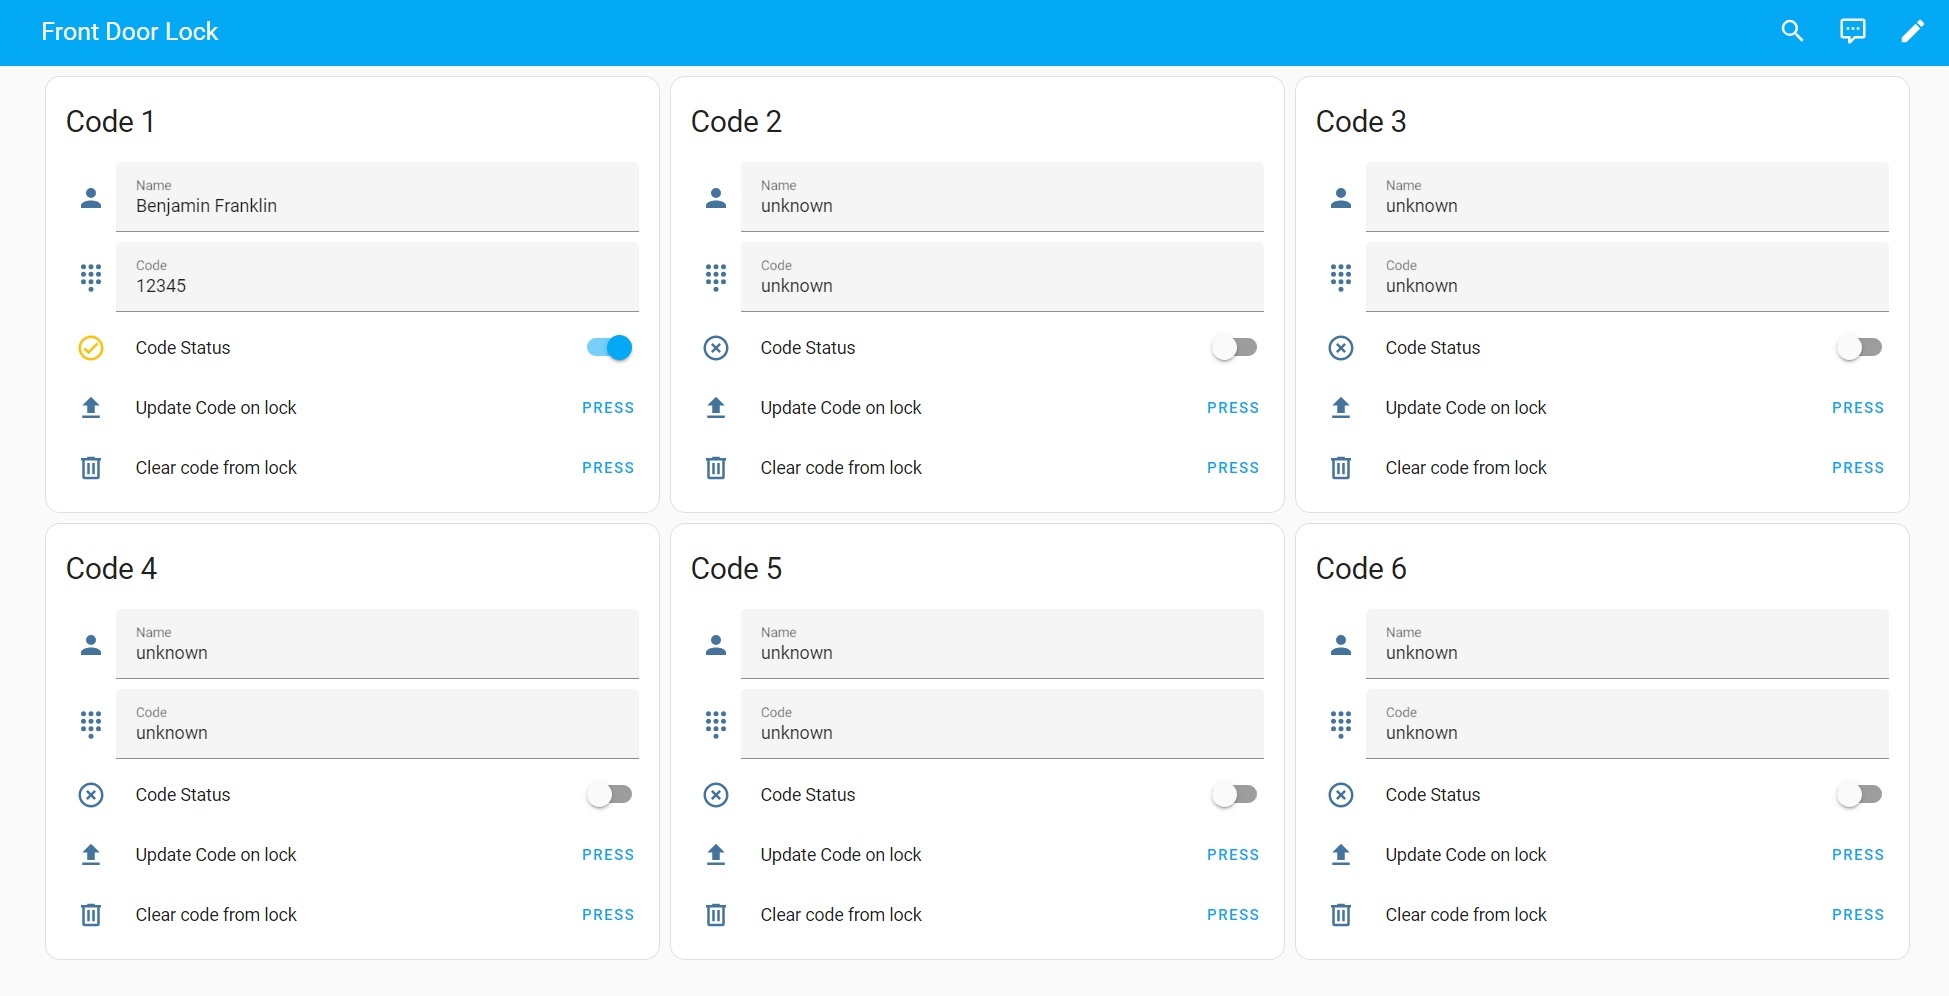 Front Door Lock
Code 1
Name
Benjamin Franklin
Code
12345
Code Status
Update Code on lock PRESS
Clear code from lock PRESS
Code 2
Name
unknown
Code
unknown
Code Status
Update Code on lock PRESS
Clear code from lock PRESS
Code 3
Name
unknown
Code
unknown
Code Status
Update Code on lock PRESS
Clear code from lock PRESS
Code 4
Name
unknown
Code
unknown
Code Status
Update Code on lock PRESS
Clear code from lock PRESS
Code 5
Name
unknown
Code
unknown
Code Status
Update Code on lock PRESS
Clear code from lock PRESS
Code 6
Name
unknown
Code
unknown
Code Status
Update Code on lock PRESS
Clear code from lock PRESS